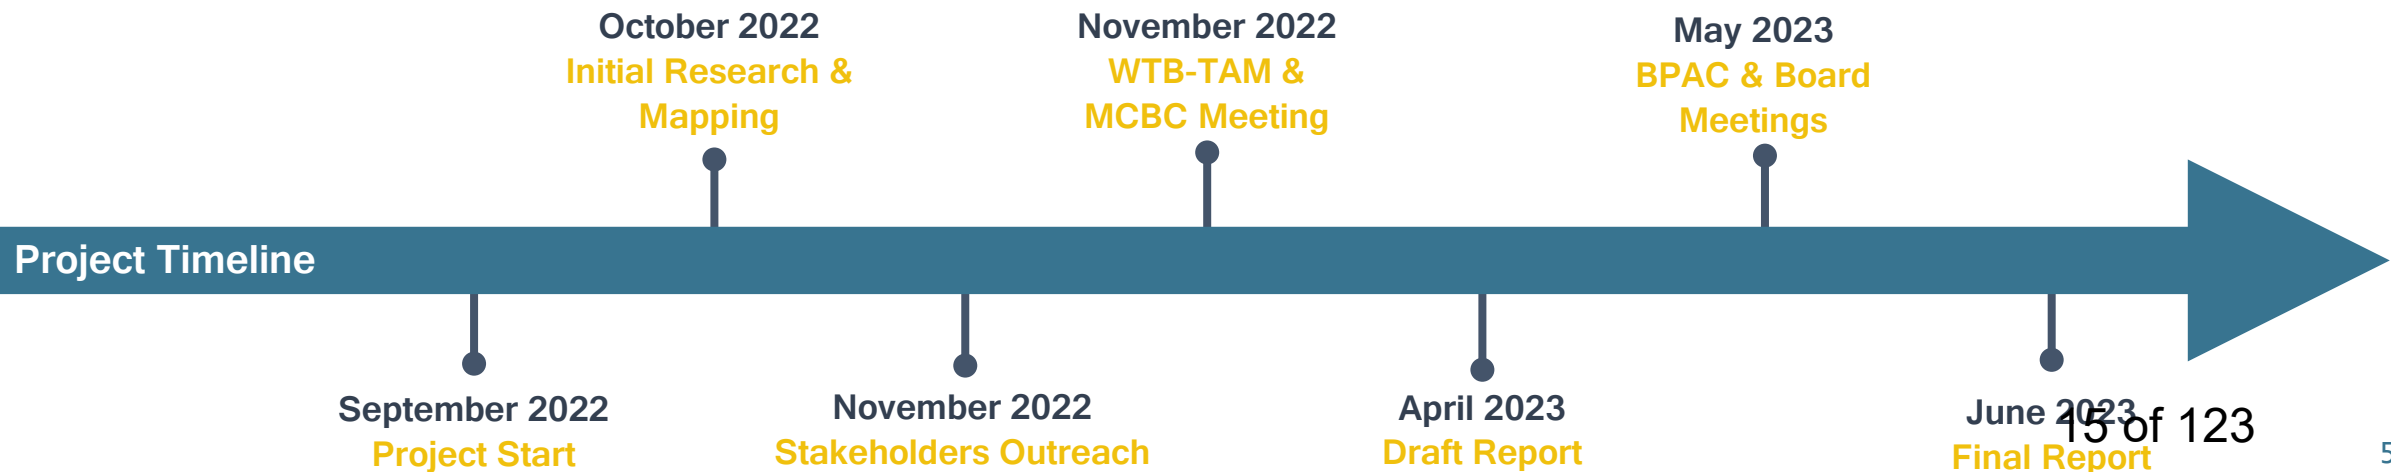 October 2022
Initial Research &
Mapping
November 2022
WTB-TAM &
MCBC Meeting
May 2023
BPAC & Board
Meetings
Project Timeline
September 2022
Project Start
November 2022
Stakeholders Outreach
April 2023
Draft Report
June 2023
Final Report
15 of 123
5